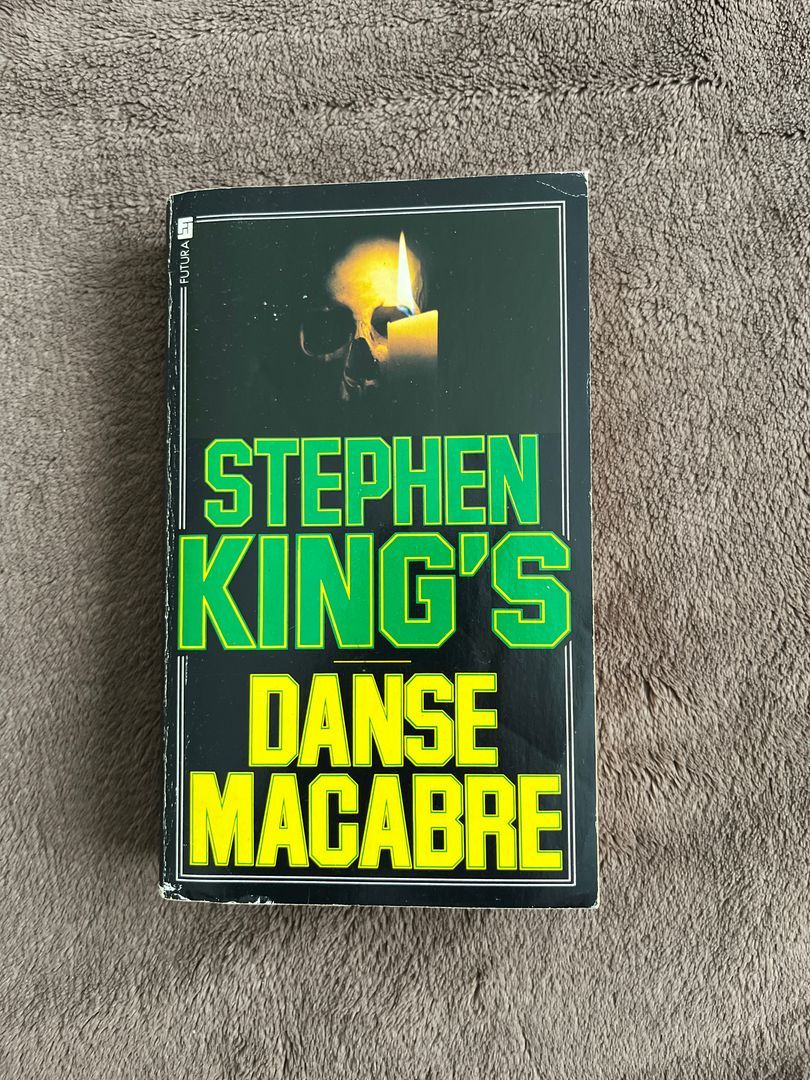 FUTURA
STEPHEN
KING'S
DANSE
MACABRE